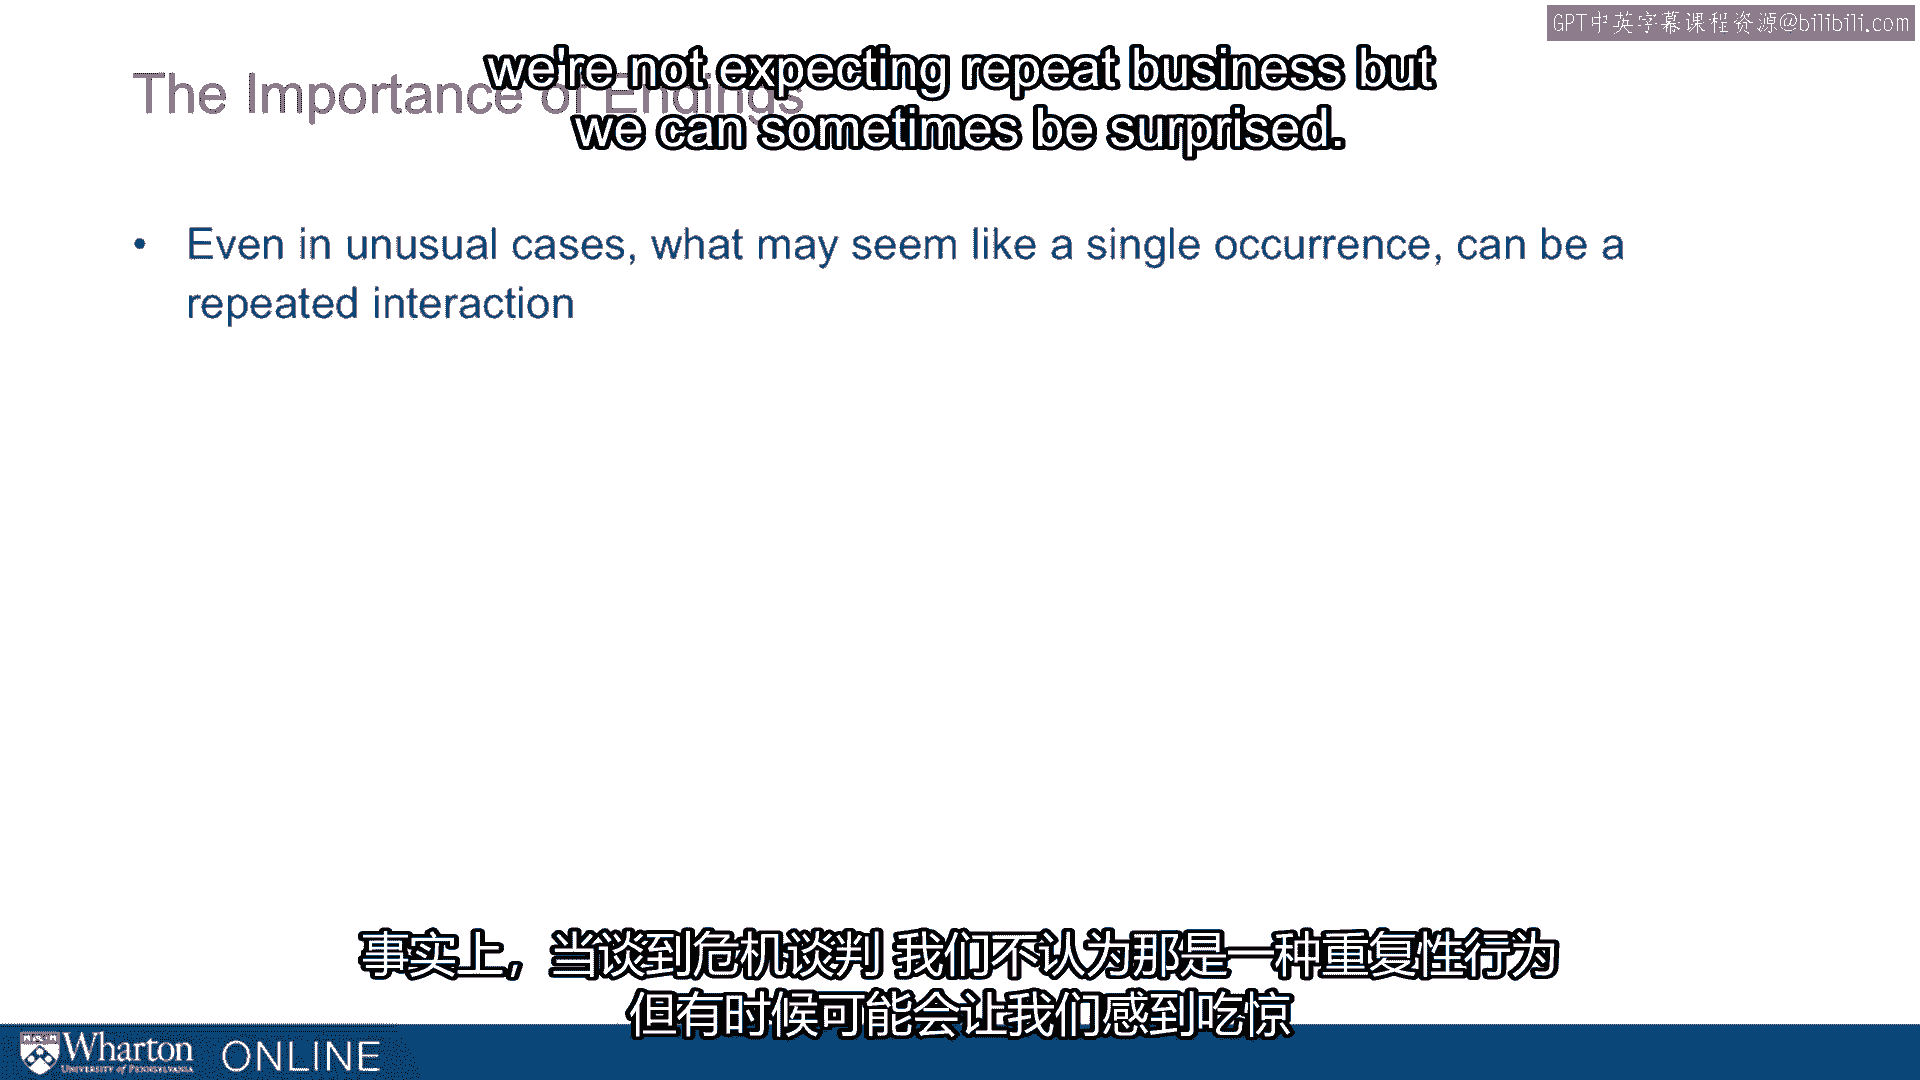 GPT中英字幕课程资源@bilibili.com
we're not expecting repeat business but
we can sometimes be surprised.
The Importance of Endings
• Even in unusual cases, what may seem like a single occurrence, can be a
repeated interaction
事实上，当谈到危机谈判 我们不认为那是一种重复性行为
但有时候可能会让我们感到吃惊
Wharton ONLINE
UNIVERSITY of PENNSYLVANIA